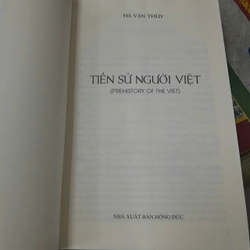 HÀ VĂN THÙY
TIỀN SỬ NGƯỜI VIỆT
(PREHISTORY OF THE VIET)
NHÀ XUẤT BẢN HỒNG ĐỨC